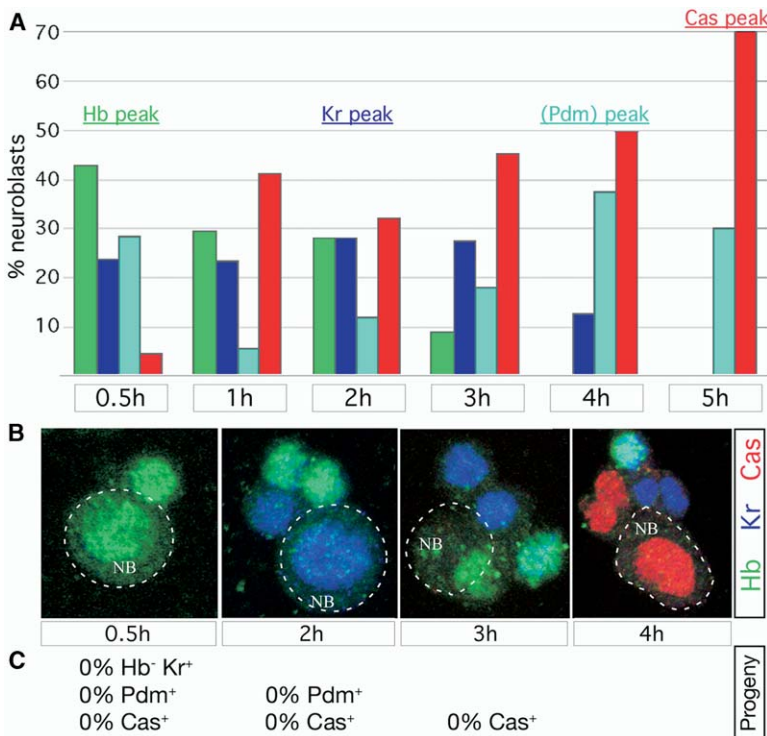 A
Cas peak
70
Hb peak
Kr peak
(Pdm) peak
% neuroblasts
60
50
40
30
20
10
0.5h
1h
2h
3h
4h
5h
B
NB
NB
NB
NB
Hb Kr Cas
0.5h
2h
3h
4h
C
0% Hb⁻ Kr⁺
0% Pdm⁺ 0% Pdm⁺
0% Cas⁺ 0% Cas⁺ 0% Cas⁺
Progeny